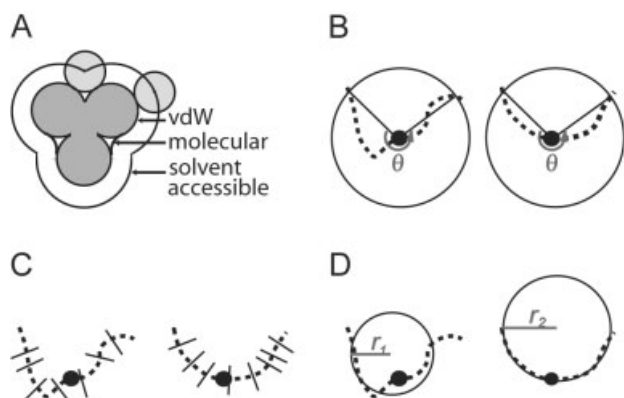 A
vdW
molecular
solvent
accessible
B
θ
θ
C
D
r1
r2